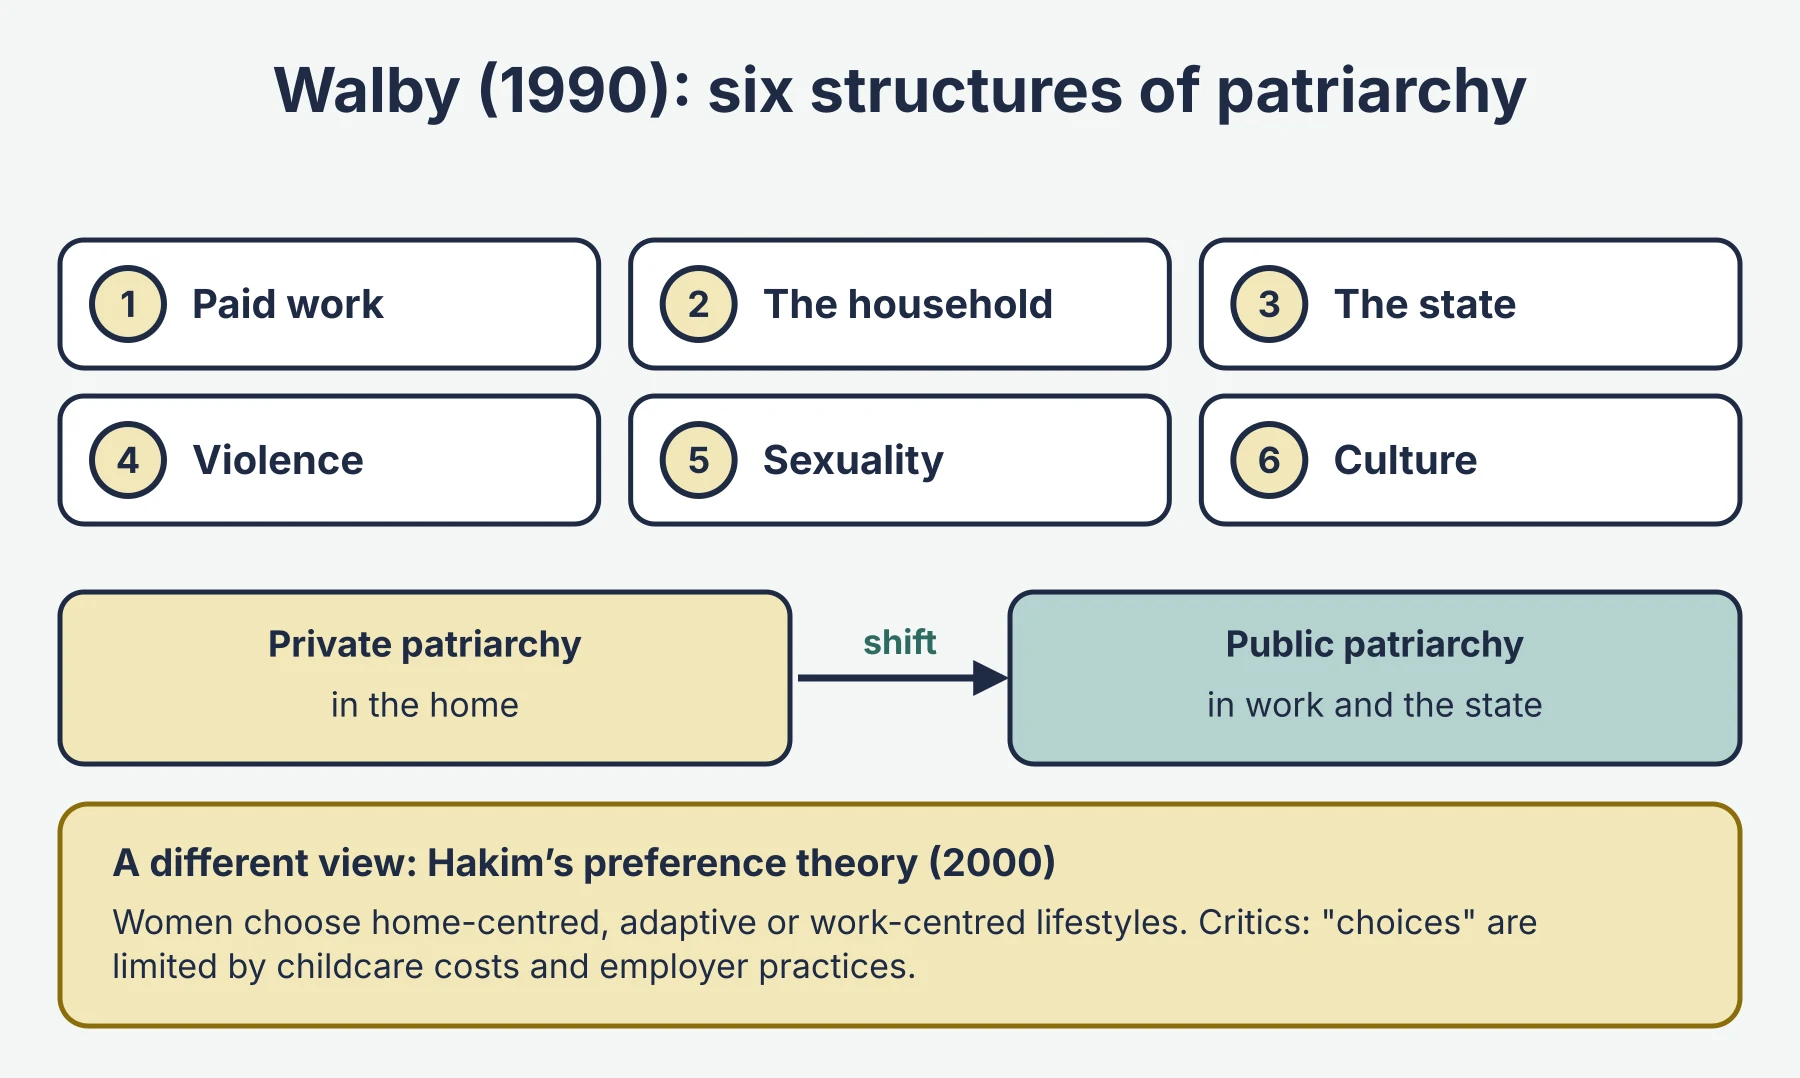 Walby (1990): six structures of patriarchy
1 Paid work
2 The household
3 The state
4 Violence
5 Sexuality
6 Culture
Private patriarchy
in the home
shift
Public patriarchy
in work and the state
A different view: Hakim’s preference theory (2000)
Women choose home-centred, adaptive or work-centred lifestyles. Critics: "choices" are
limited by childcare costs and employer practices.